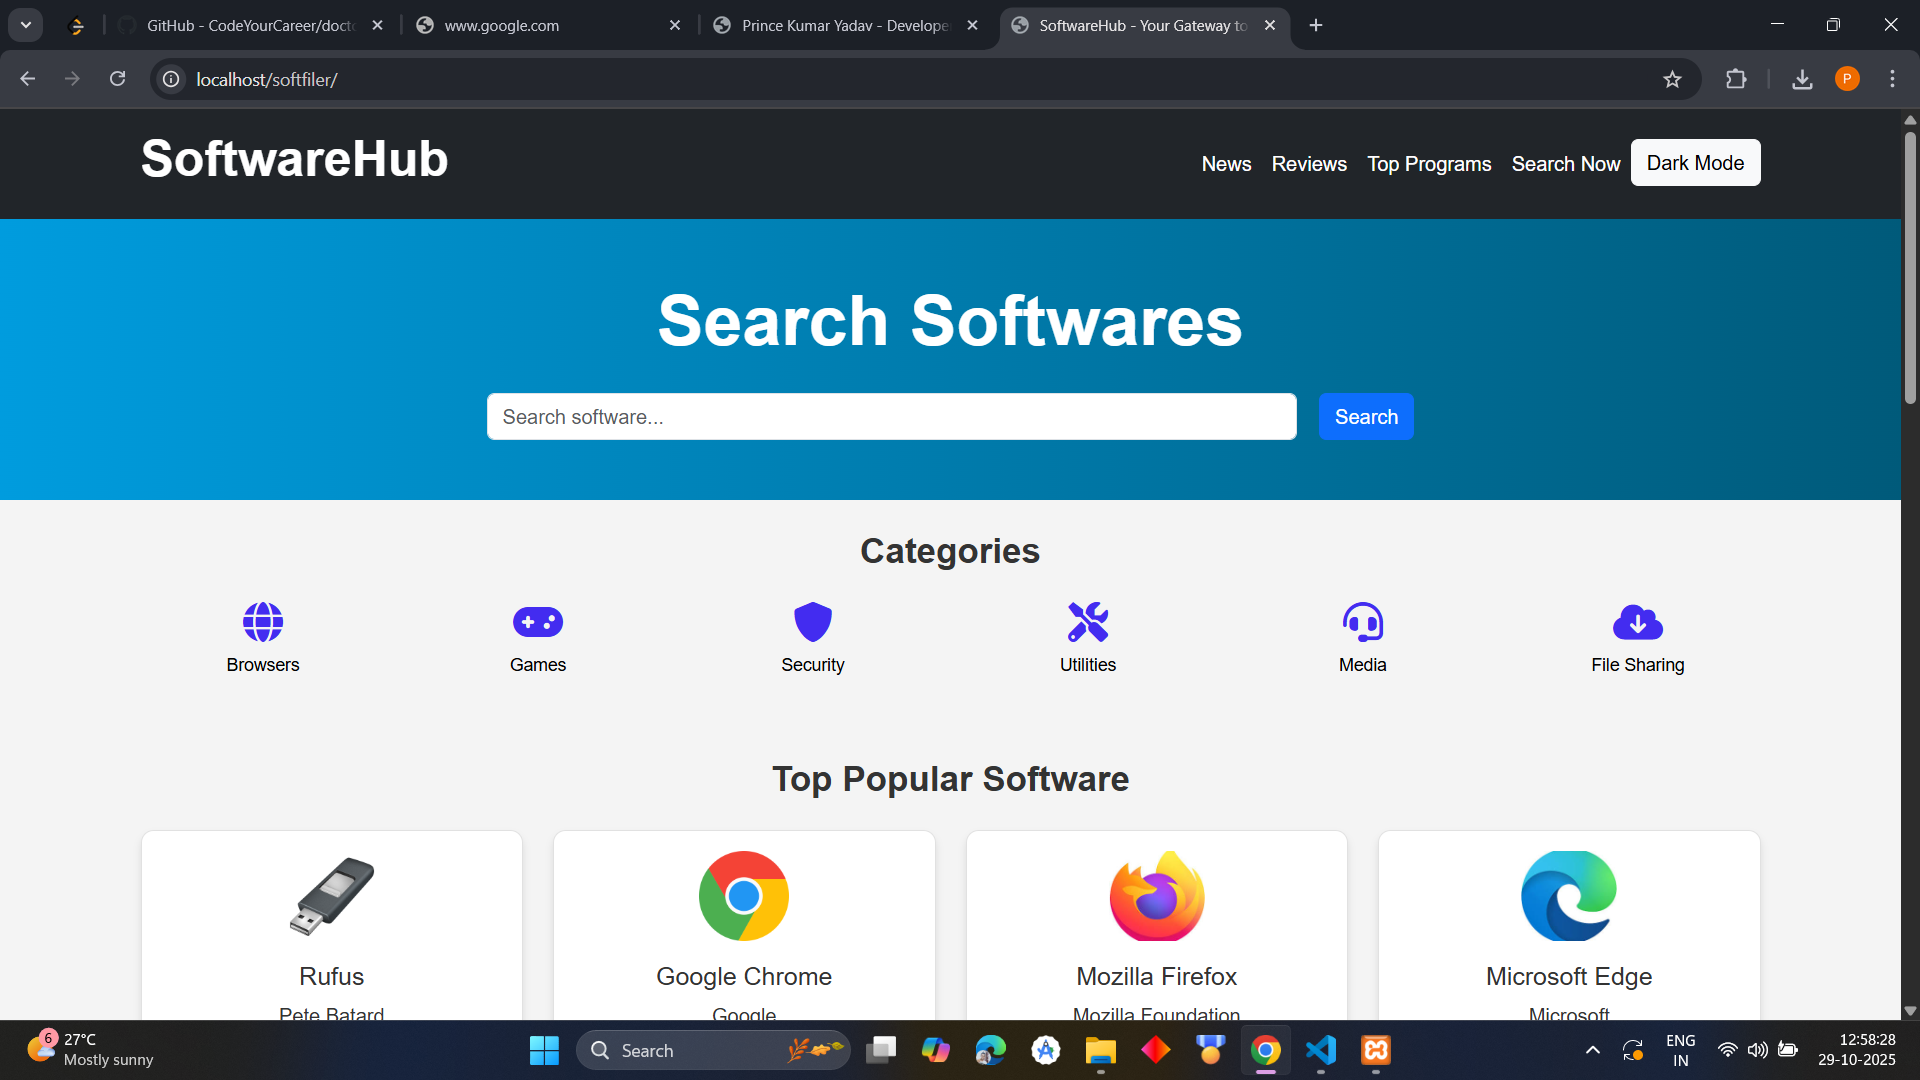 GitHub - CodeYourCareer/doct
www.google.com
Prince Kumar Yadav - Develope
SoftwareHub - Your Gateway to
localhost/softfiler/
P
SoftwareHub
News Reviews Top Programs Search Now Dark Mode
Search Softwares
Search software...
Search
Categories
Browsers Games Security Utilities Media File Sharing
Top Popular Software
Rufus Google Chrome Mozilla Firefox Microsoft Edge
Pete Batard Google Mozilla Foundation Microsoft
6
27°C
Mostly sunny
Search
ENG
IN
12:58:28
29-10-2025